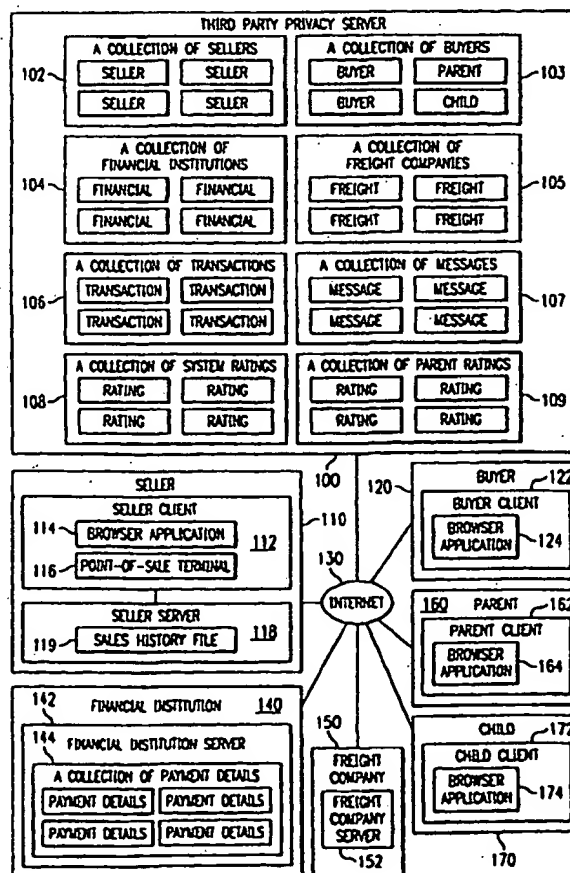 THIRD PARTY PRIVACY SERVER
A COLLECTION OF SELLERS
102
SELLER SELLER
SELLER SELLER
A COLLECTION OF BUYERS
103
BUYER PARENT
BUYER CHILD
A COLLECTION OF
FINANCIAL INSTITUTIONS
104
FINANCIAL FINANCIAL
FINANCIAL FINANCIAL
A COLLECTION OF
FREIGHT COMPANIES
105
FREIGHT FREIGHT
FREIGHT FREIGHT
A COLLECTION OF TRANSACTIONS
106
TRANSACTION TRANSACTION
TRANSACTION TRANSACTION
A COLLECTION OF MESSAGES
107
MESSAGE MESSAGE
MESSAGE MESSAGE
A COLLECTION OF SYSTEM RATINGS
108
RATING RATING
RATING RATING
A COLLECTION OF PARENT RATINGS
109
RATING RATING
RATING RATING
100
SELLER
110
SELLER CLIENT
114 BROWSER APPLICATION 112
116 POINT-OF-SALE TERMINAL
SELLER SERVER
119 SALES HISTORY FILE 118
130
INTERNET
120 BUYER 122
BUYER CLIENT
BROWSER
APPLICATION 124
160 PARENT 162
PARENT CLIENT
BROWSER
APPLICATION 164
CHILD 172
CHILD CLIENT
BROWSER
APPLICATION 174
170
142 FINANCIAL INSTITUTION 140
144 FINANCIAL INSTITUTION SERVER
A COLLECTION OF PAYMENT DETAILS
PAYMENT DETAILS PAYMENT DETAILS
PAYMENT DETAILS PAYMENT DETAILS
150
FREIGHT
COMPANY
FREIGHT
COMPANY
SERVER
152